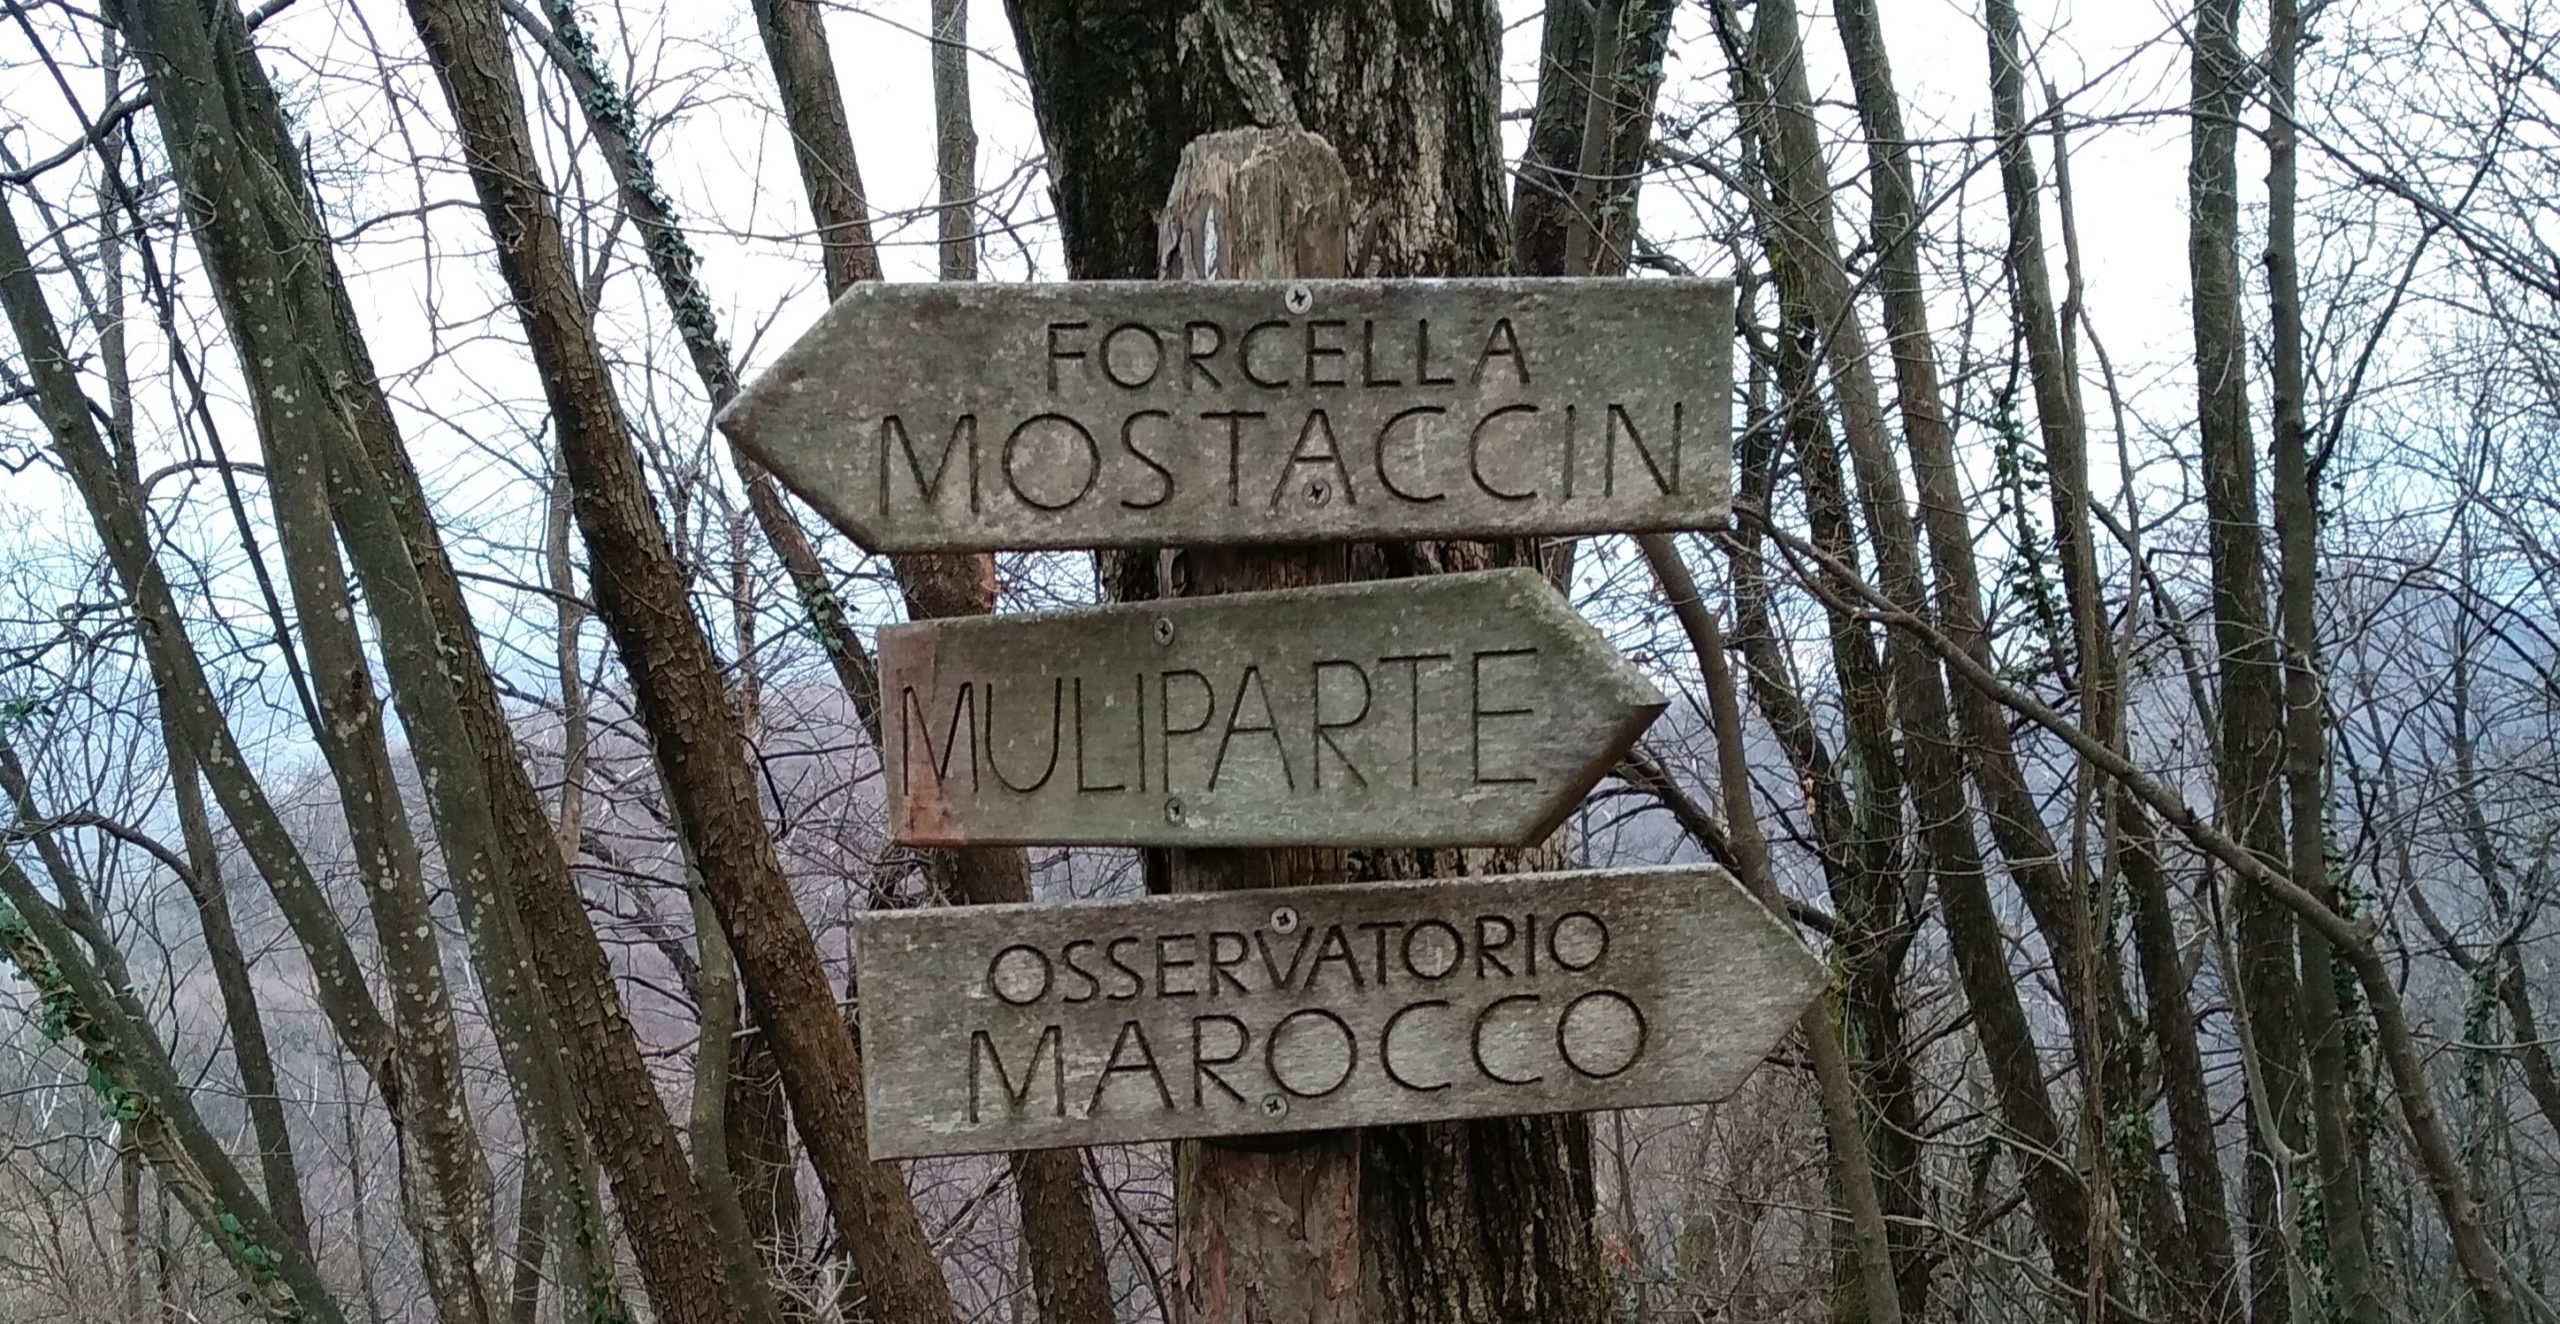 FORCELLA
MOSTACCIN
MULIPARTE
OSSERVATORIO
MAROCCO